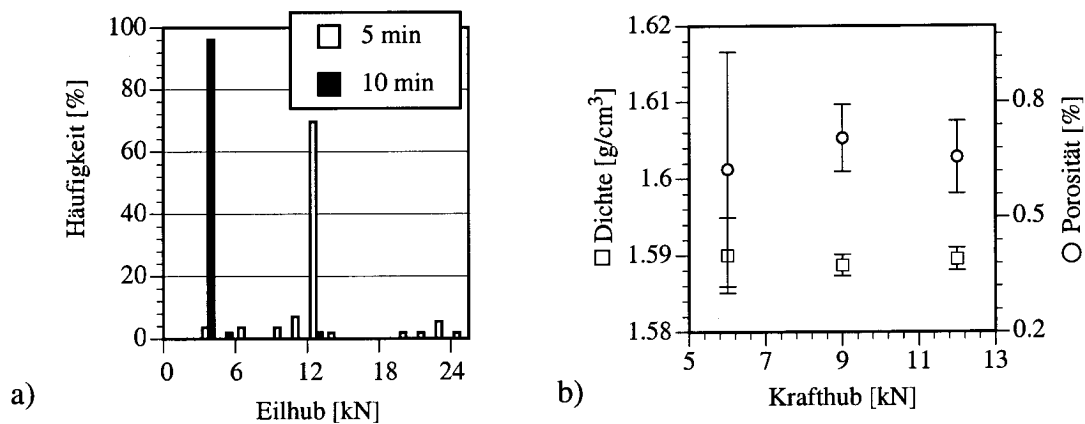 Häufigkeit [%]
100
80
60
40
20
0
0
6
12
18
24
Eilhub [kN]
5 min
10 min
a)
Dichte [g/cm³]
1.62
1.61
1.6
1.59
1.58
5
7
9
11
13
Krafthub [kN]
0.8
0.5
0.2
Porosität [%]
b)